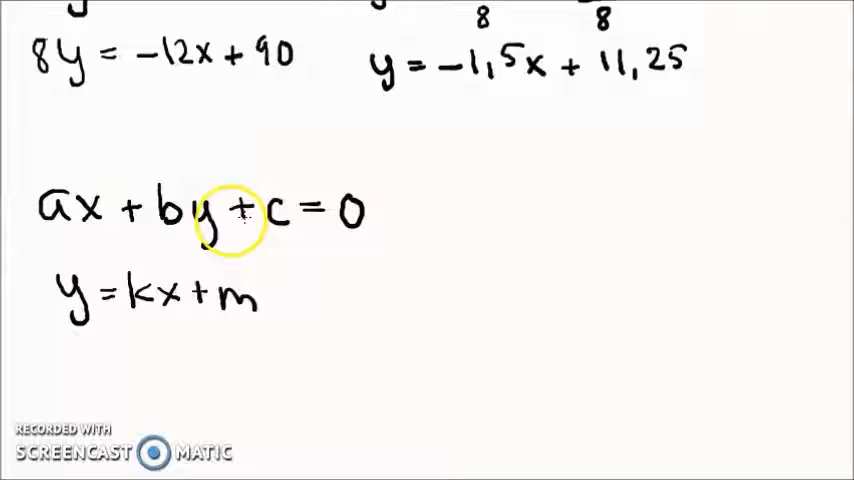 8 8
8y = -12x + 90 y = -1,5x + 11,25
ax + by + c = 0
y = kx + m
RECORDED WITH
SCREENCAST MATIC